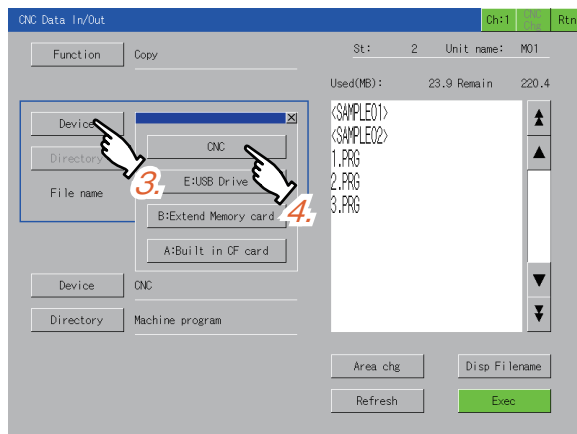 CNC Data In/Out
Ch:1
CNC Chg
Rtn
Function Copy
St: 2 Unit name: M01
Used(MB): 23.9 Remain 220.4
Device
Directory
File name
CNC
E:USB Drive
B:Extend Memory card
A:Built in CF card
3.
4.
<SAMPLE01>
<SAMPLE02>
1.PRG
2.PRG
3.PRG
Device CNC
Directory Machine program
Area chg
Disp Filename
Refresh
Exec